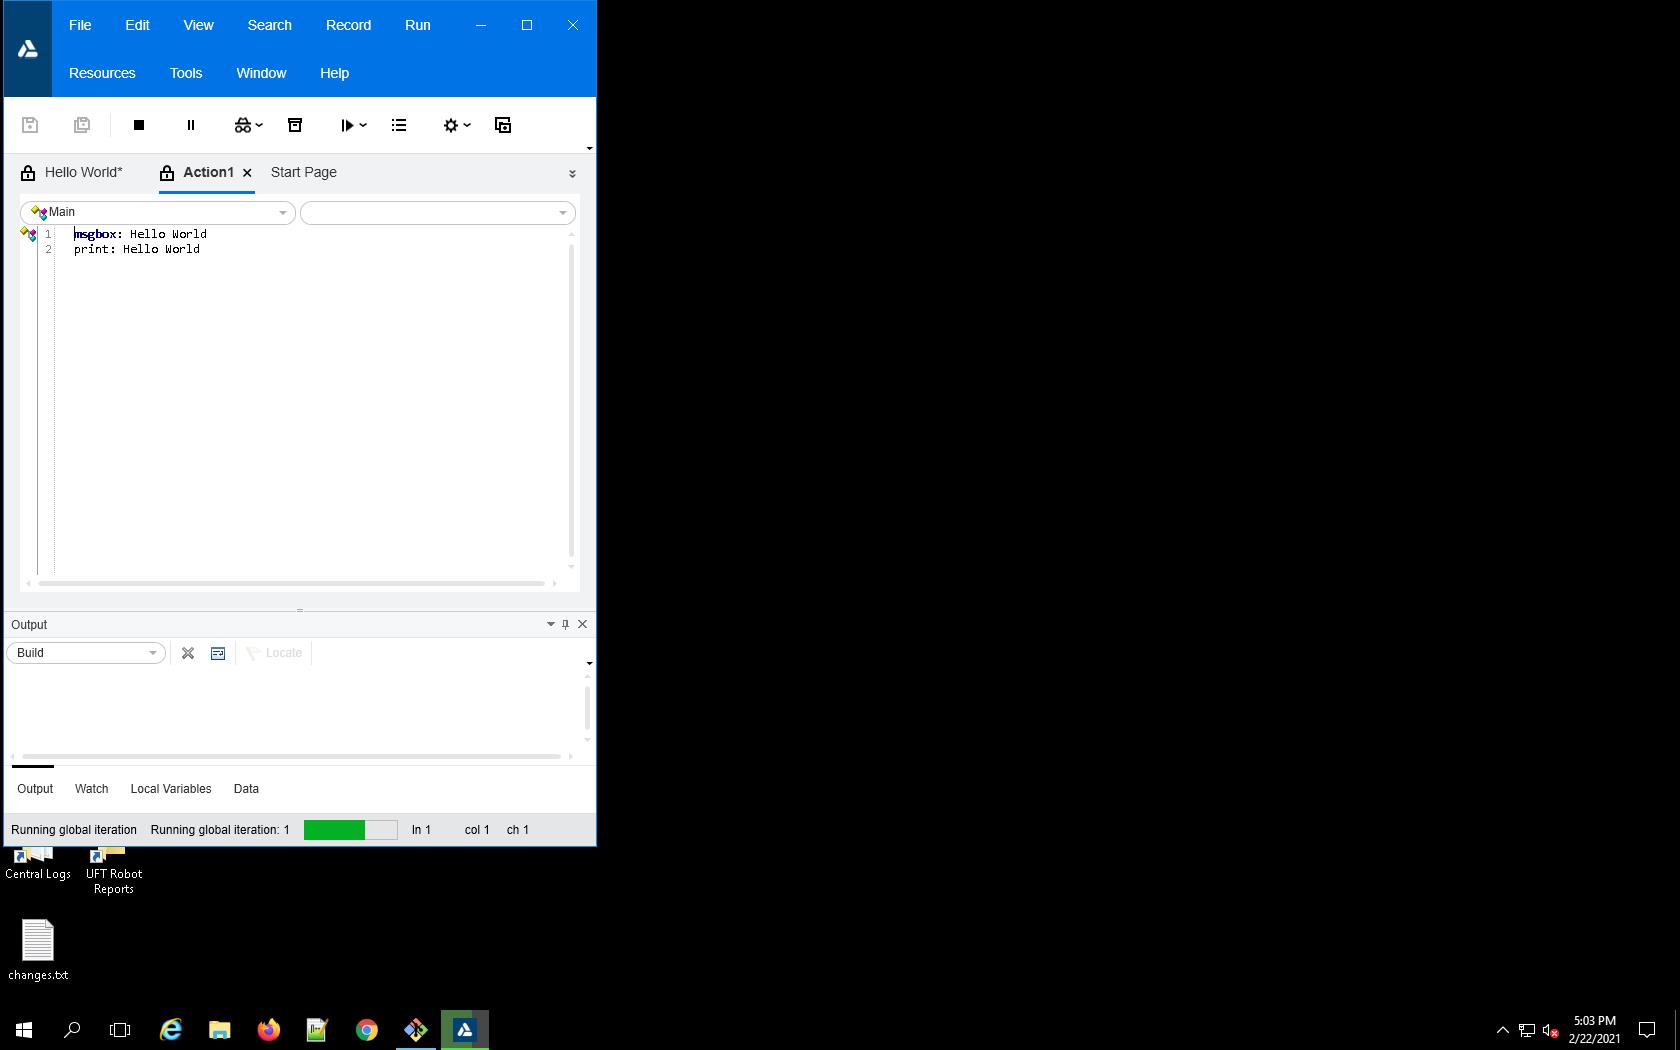 File Edit View Search Record Run
Resources Tools Window Help
Hello World* Action1 Start Page
Main
1 msgbox: Hello World
2 print: Hello World
Output
Build Locate
Output Watch Local Variables Data
Running global iteration Running global iteration: 1 ln 1 col 1 ch 1
Central Logs UFT Robot
Reports
changes.txt
5:03 PM
2/22/2021